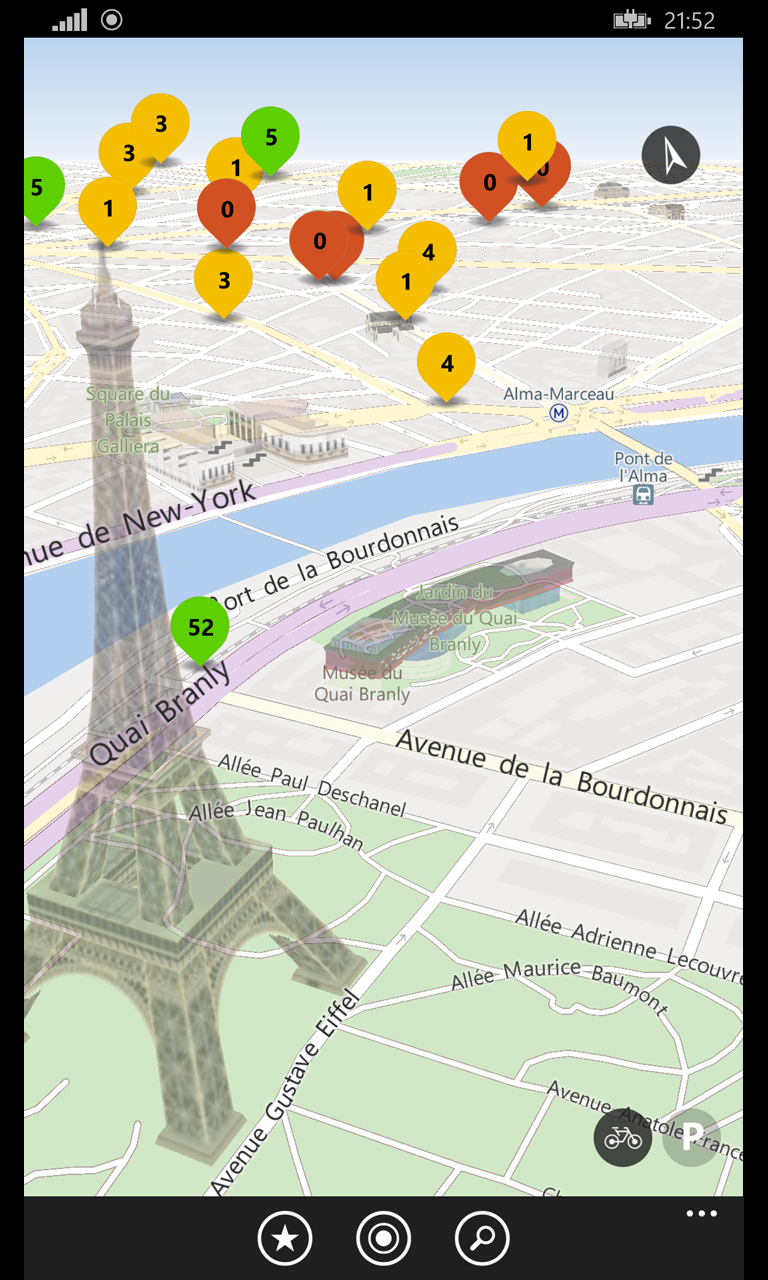 21:52
3
5
3
1
1
5
0
1
1
0
0
0
4
3
1
4
Alma-Marceau
M
Square du
Palais
Galliera
Pont de
l'Alma
nue de New-York
ort de la Bourdonnais
Jardin du
Musée du Quai
Branly
52
Musée du
Quai Branly
Quai Branly
Avenue de la Bourdonnais
Allée Paul Deschanel
Allée Jean Paulhan
Allée Adrienne Lecouvre
Allée Maurice Baumont
Avenue Gustave Eiffel
Avenue Anatole France
P